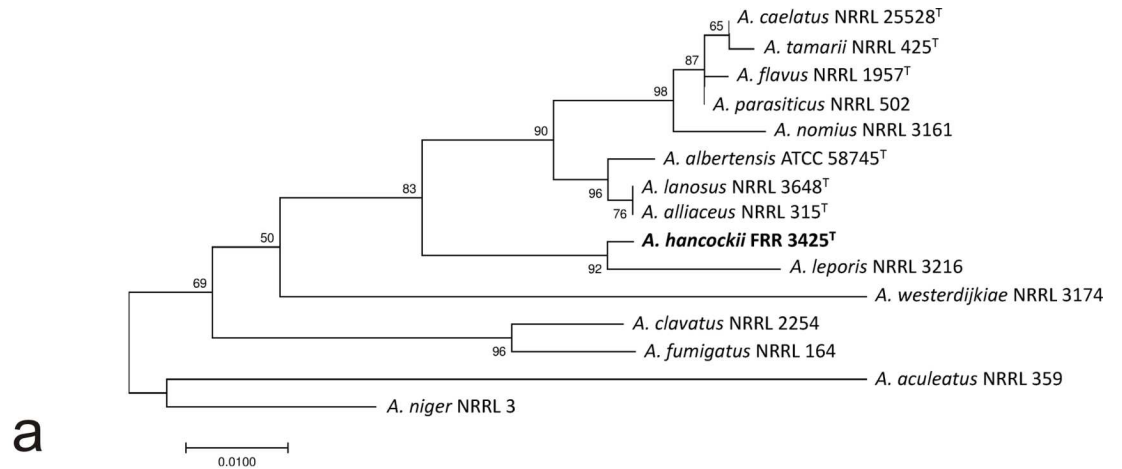 65
A. caelatus NRRL 25528ᵀ
A. tamarii NRRL 425ᵀ
87
A. flavus NRRL 1957ᵀ
98
A. parasiticus NRRL 502
90
A. nomius NRRL 3161
A. albertensis ATCC 58745ᵀ
83
96
A. lanosus NRRL 3648ᵀ
76
A. alliaceus NRRL 315ᵀ
50
A. hancockii FRR 3425ᵀ
92
A. leporis NRRL 3216
69
A. westerdijkiae NRRL 3174
A. clavatus NRRL 2254
96
A. fumigatus NRRL 164
A. aculeatus NRRL 359
A. niger NRRL 3
a
0.0100